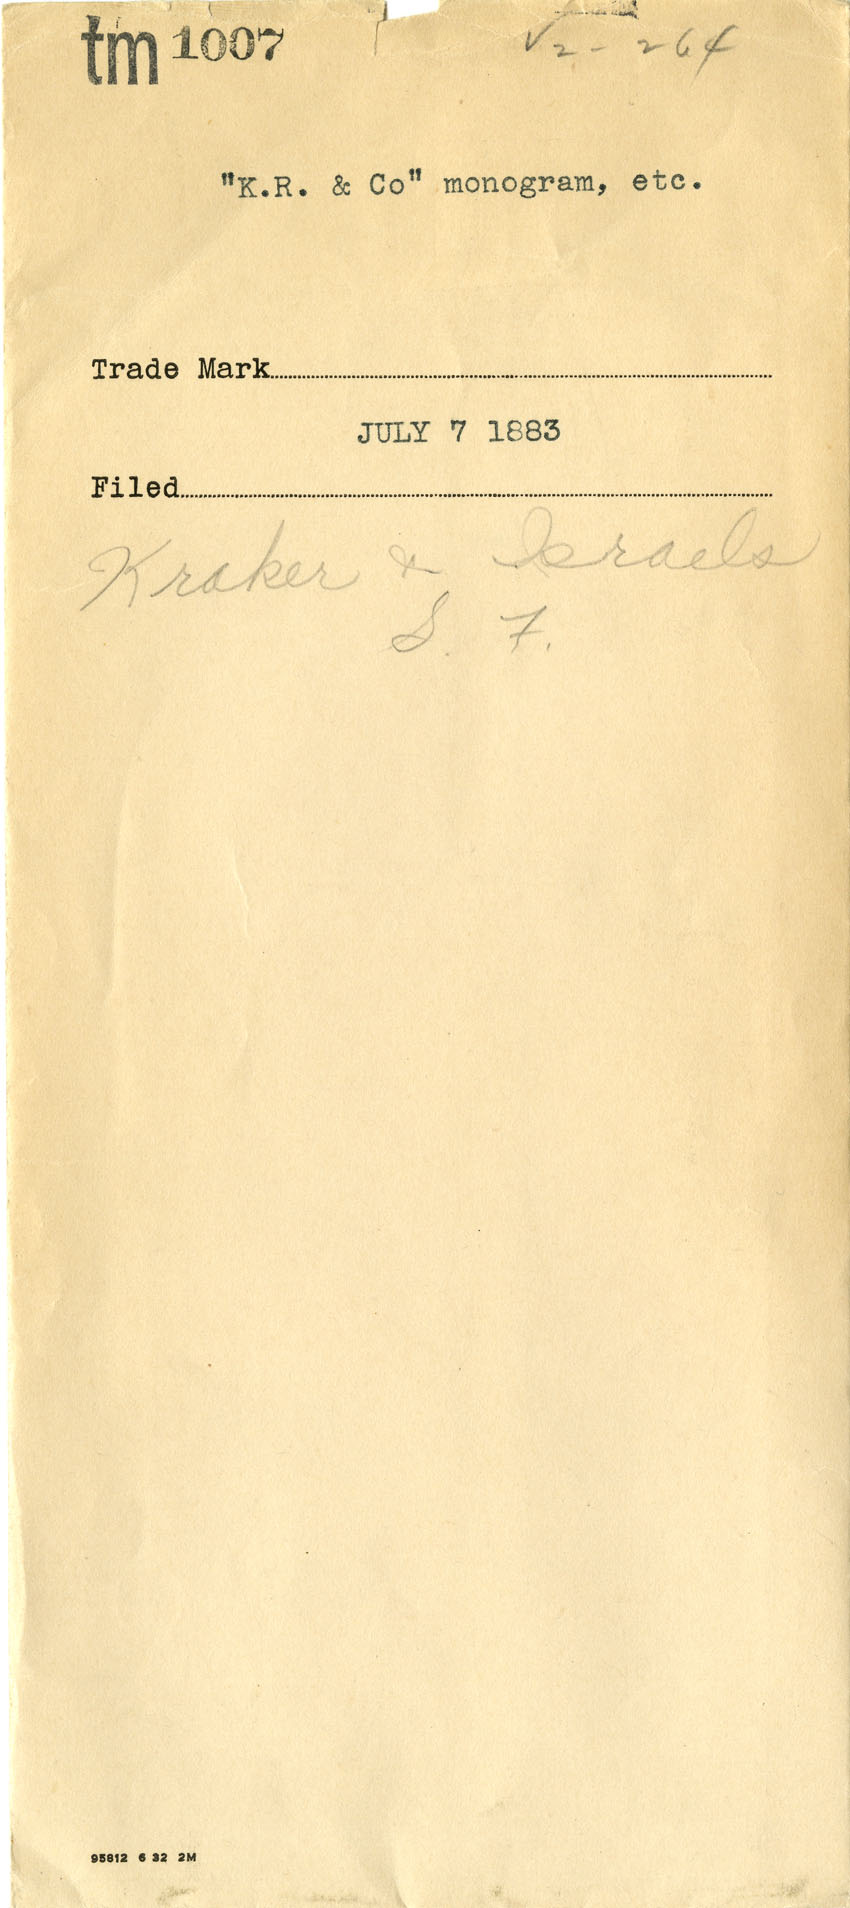 tm 1007
V2-264
"K.R. & Co" monogram, etc.
Trade Mark
JULY 7 1883
Filed
Kraker & Israels
S. F.
95812 6 32 2M